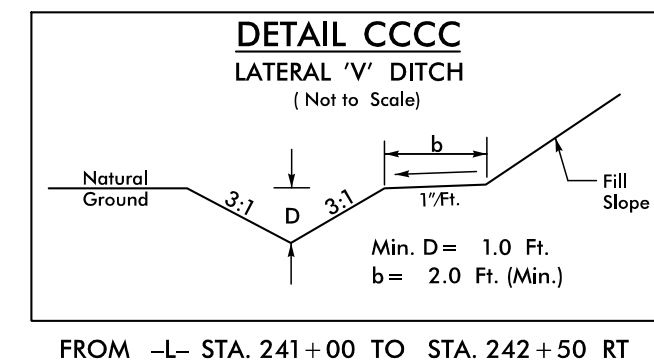 DETAIL CCCC
LATERAL 'V' DITCH
( Not to Scale)
b
Natural
Ground
3:1
D
3:1
1"/Ft.
Fill
Slope
Min. D = 1.0 Ft.
b = 2.0 Ft. (Min.)
FROM -L- STA. 241+00 TO STA. 242+50 RT